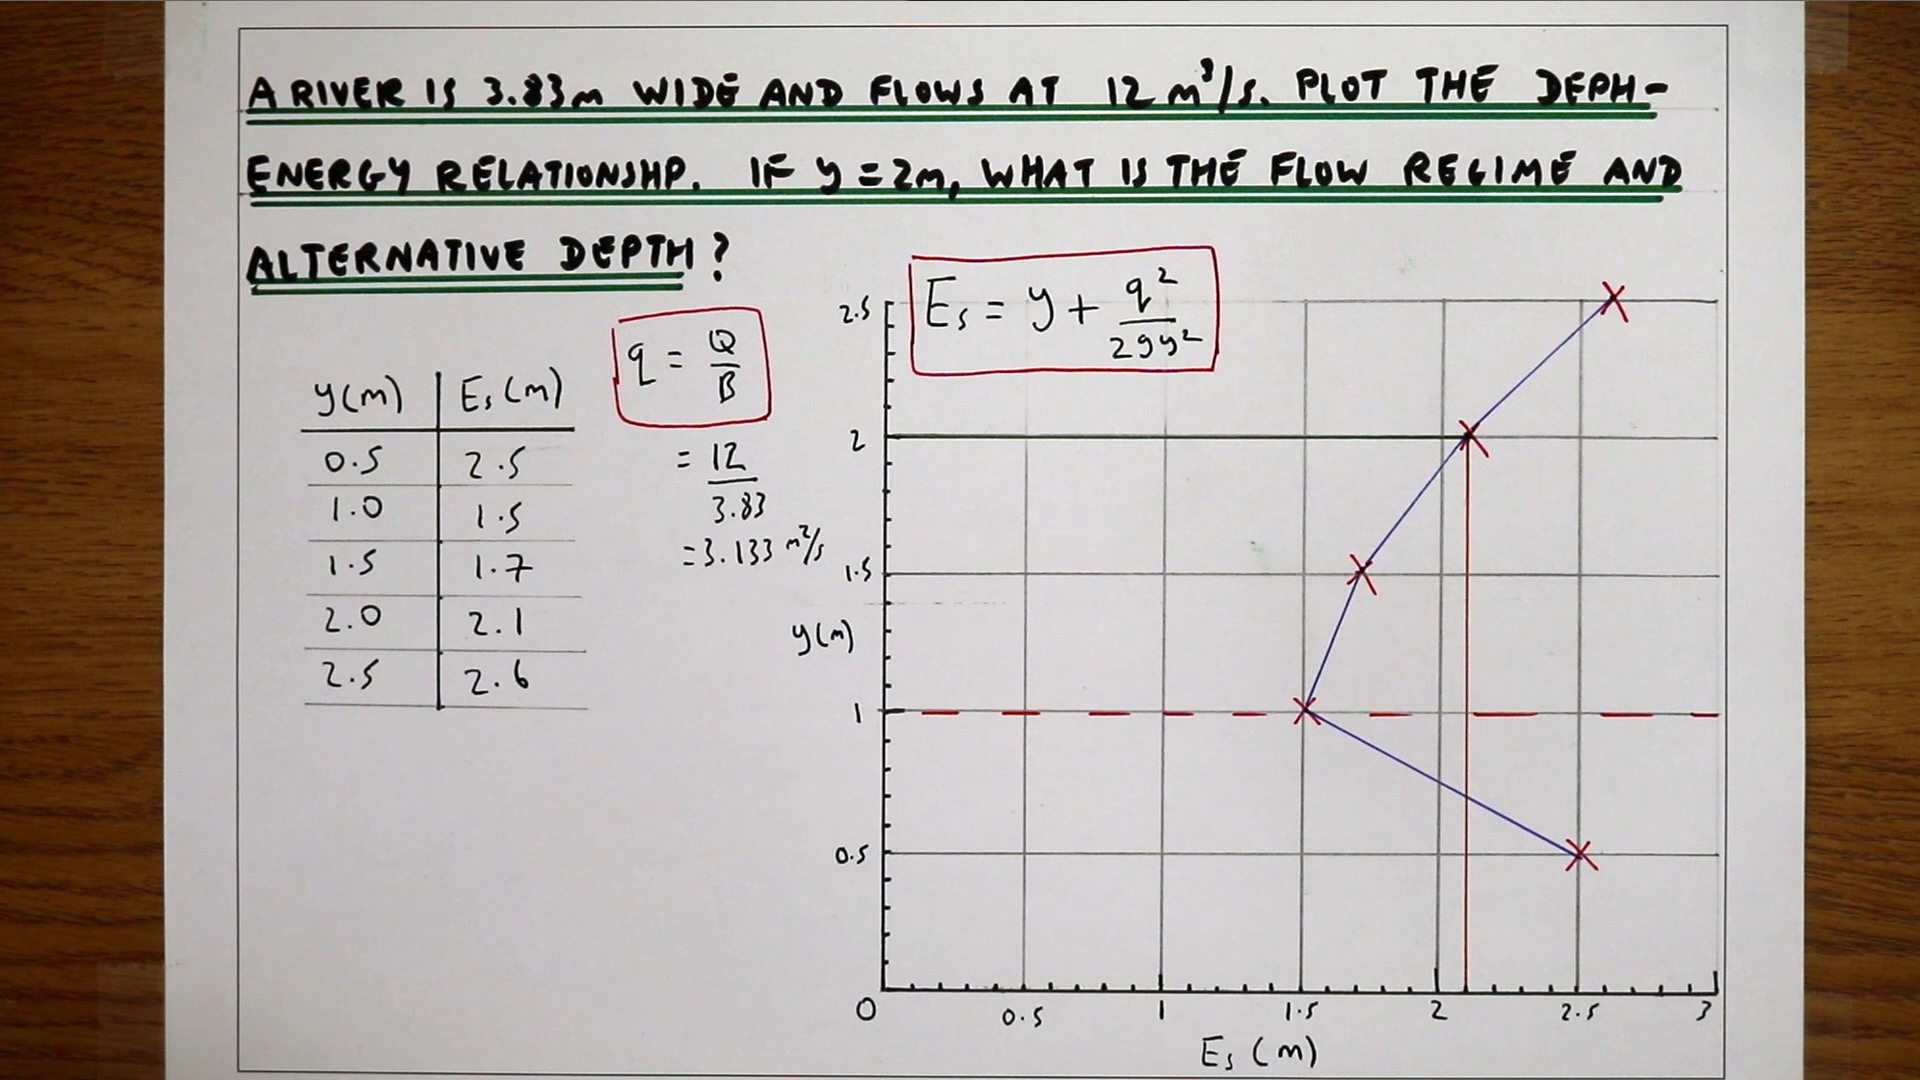 A RIVER IS 3.83m WIDE AND FLOWS AT 12 m³/s. PLOT THE DEPH-
ENERGY RELATIONSHP. IF y = 2m, WHAT IS THE FLOW REGIME AND
ALTERNATIVE DEPTH?
y(m) Es (m)
0.5 2.5
1.0 1.5
1.5 1.7
2.0 2.1
2.5 2.6
q = Q/B
= 12/3.83
= 3.133 m²/s
Es = y + q²/2gy²
2.5
2
1.5
y(m)
1
0.5
0 0.5 1 1.5 2 2.5 3
Es (m)